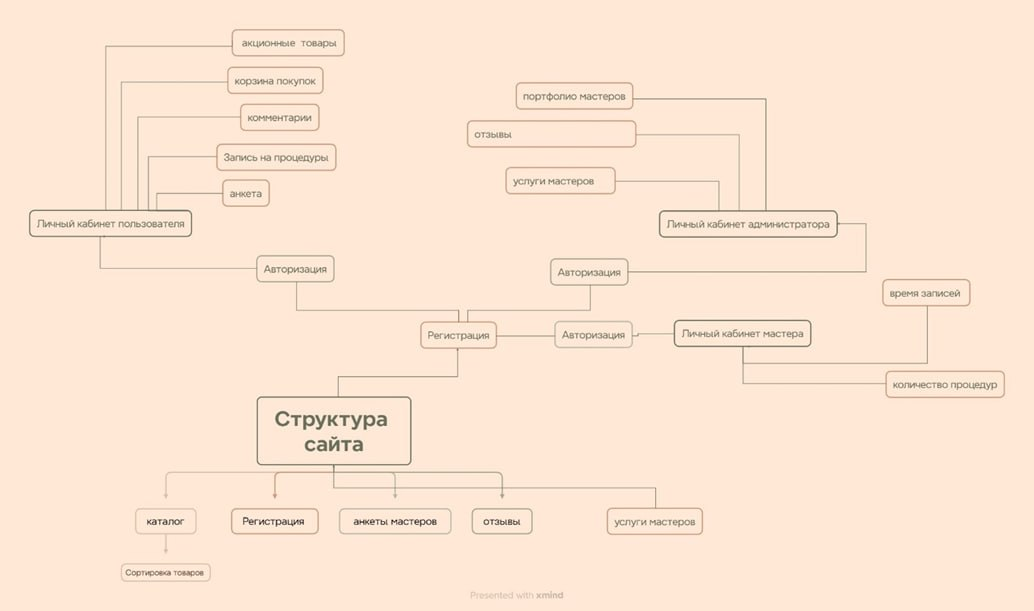 акционные товары
корзина покупок
комментарии
Запись на процедуры
анкета
Личный кабинет пользователя
портфолио мастеров
отзывы
услуги мастеров
Личный кабинет администратора
Авторизация
Авторизация
время записей
Регистрация
Авторизация
Личный кабинет мастера
количество процедур
Структура
сайта
каталог
Регистрация
анкеты мастеров
отзывы
услуги мастеров
Сортировка товаров
Presented with xmind